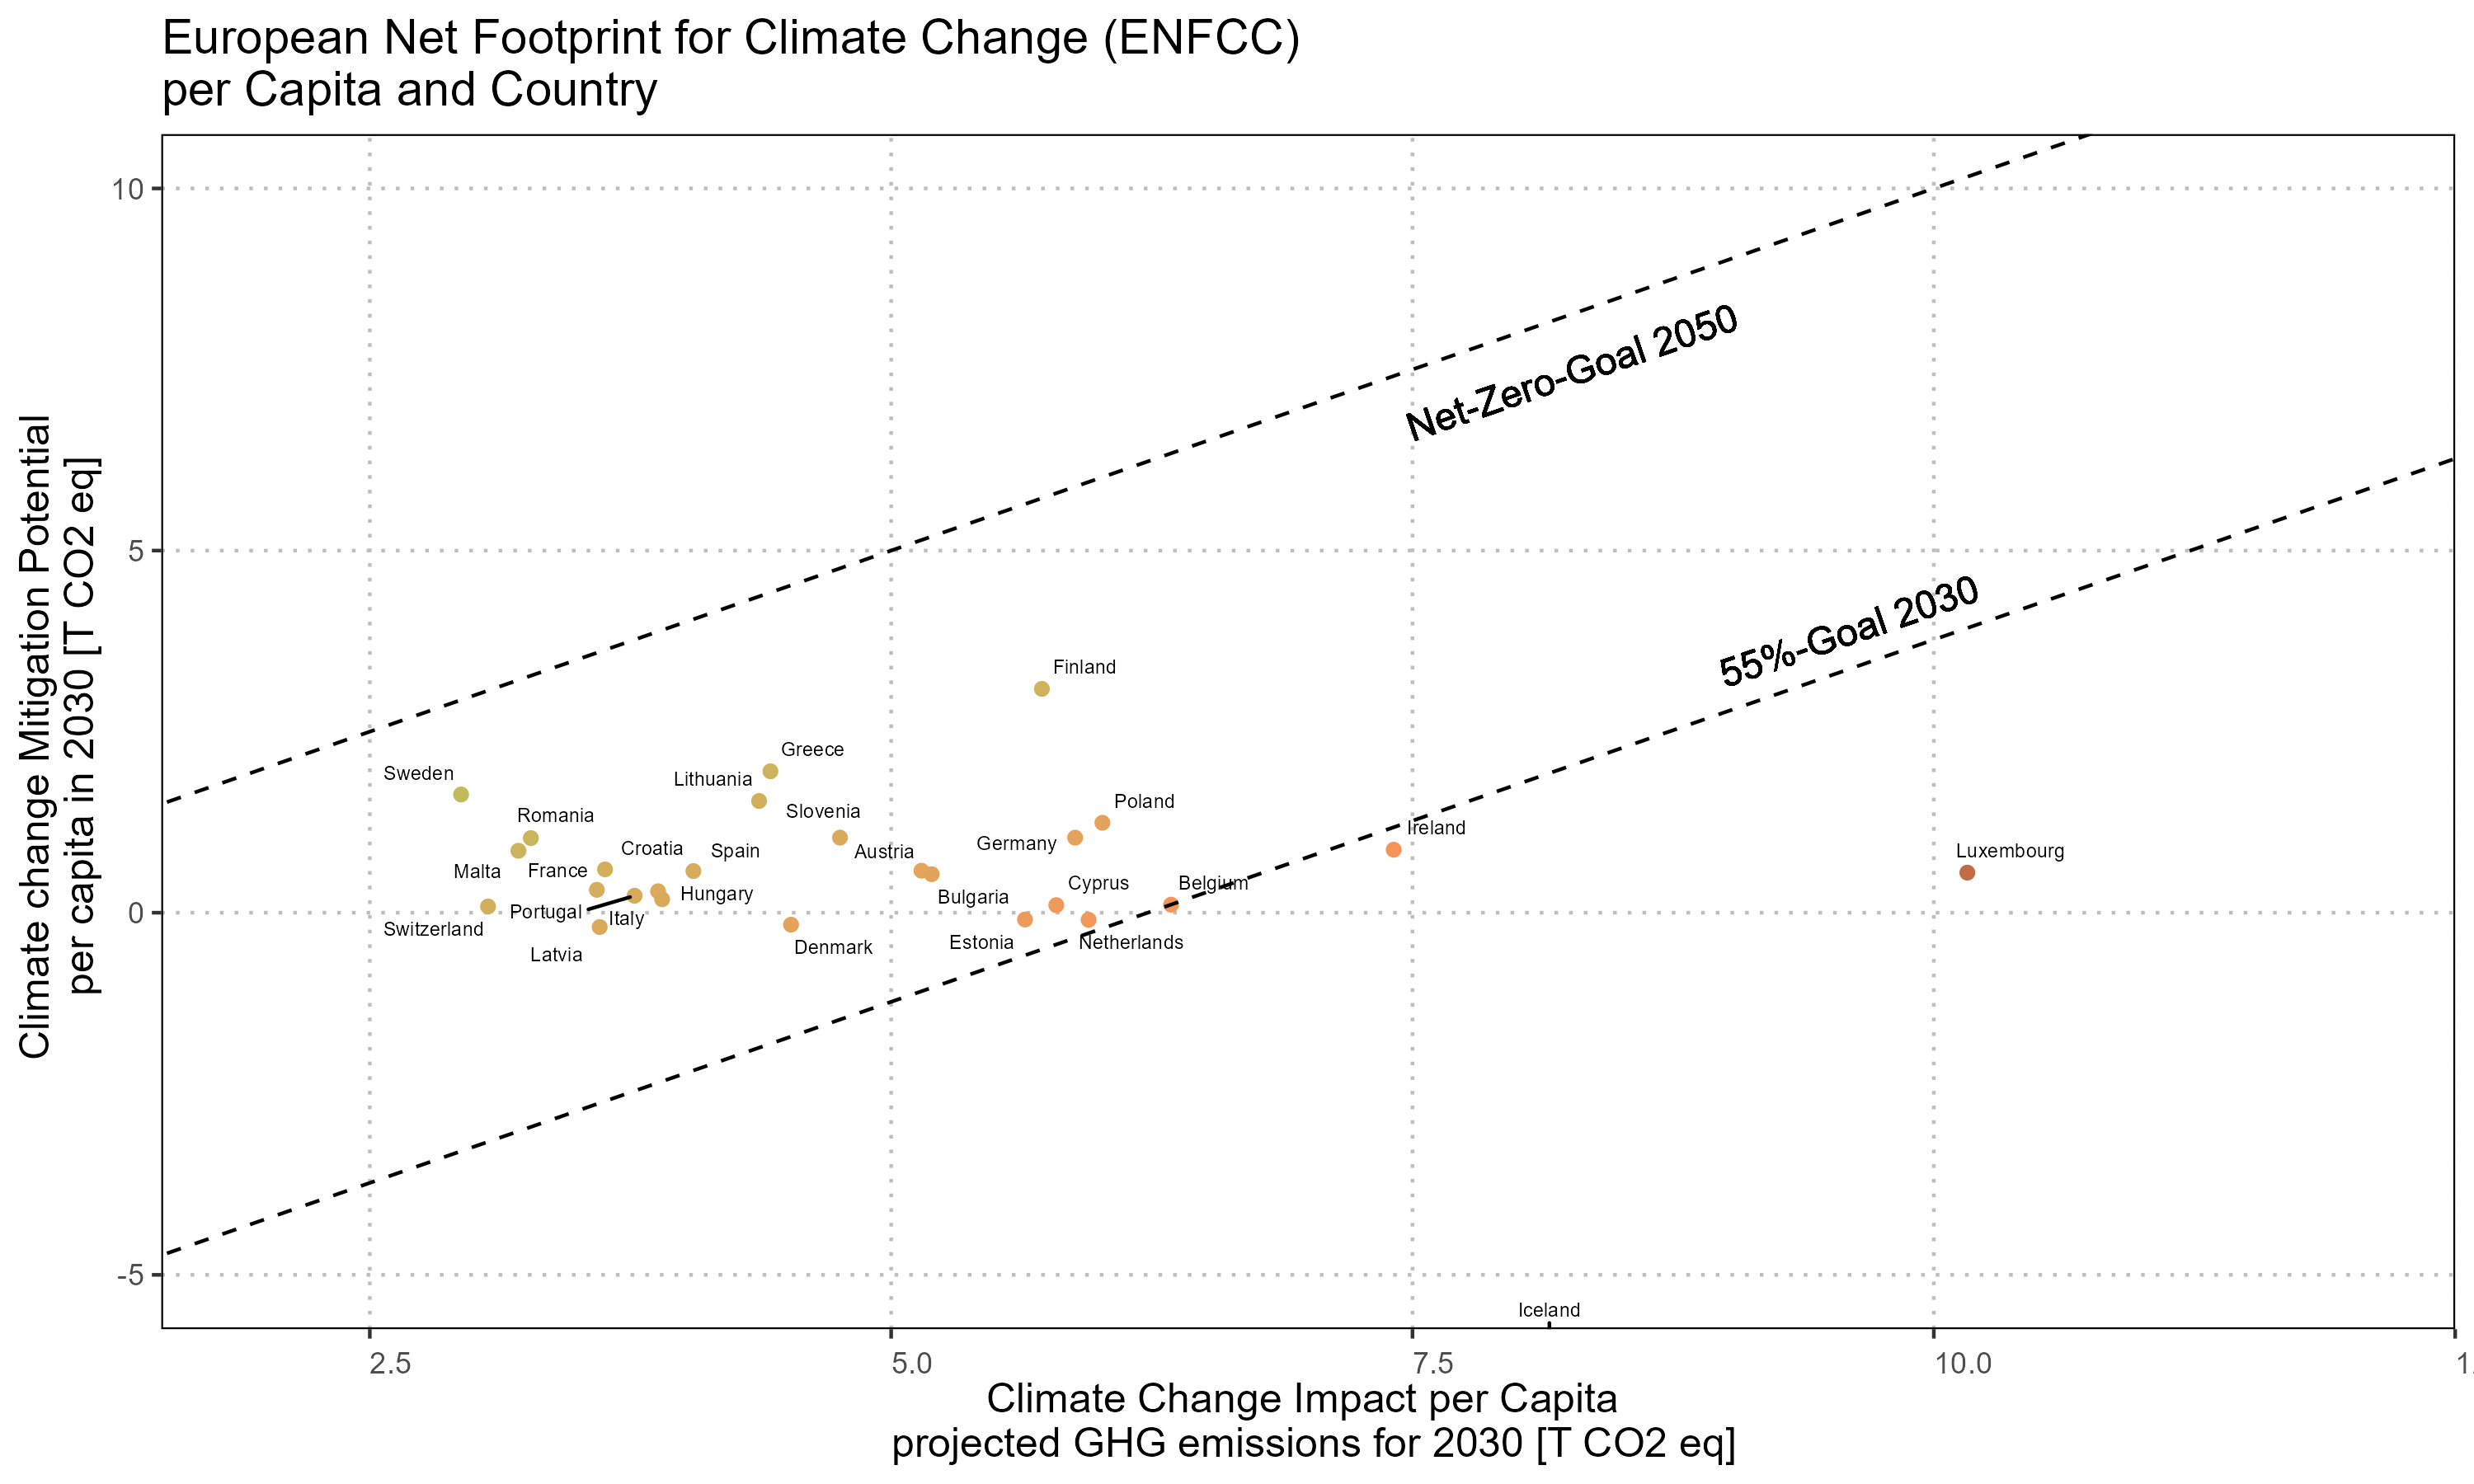 European Net Footprint for Climate Change (ENFCC)
per Capita and Country
Climate change Mitigation Potential
per capita in 2030 [T CO2 eq]
10
5
0
-5
Net-Zero-Goal 2050
55%-Goal 2030
Finland
Greece
Sweden
Lithuania
Poland
Slovenia
Romania
Ireland
Germany
Croatia
Spain
Austria
Luxembourg
Malta
France
Cyprus
Belgium
Hungary
Bulgaria
Portugal
Italy
Switzerland
Estonia
Netherlands
Denmark
Latvia
Iceland
2.5
5.0
7.5
10.0
Climate Change Impact per Capita
projected GHG emissions for 2030 [T CO2 eq]